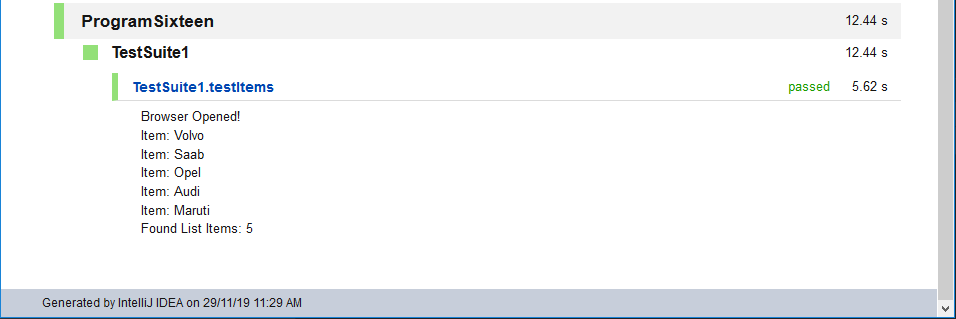 ProgramSixteen 12.44 s
TestSuite1 12.44 s
TestSuite1.testItems passed 5.62 s
Browser Opened!
Item: Volvo
Item: Saab
Item: Opel
Item: Audi
Item: Maruti
Found List Items: 5
Generated by IntelliJ IDEA on 29/11/19 11:29 AM